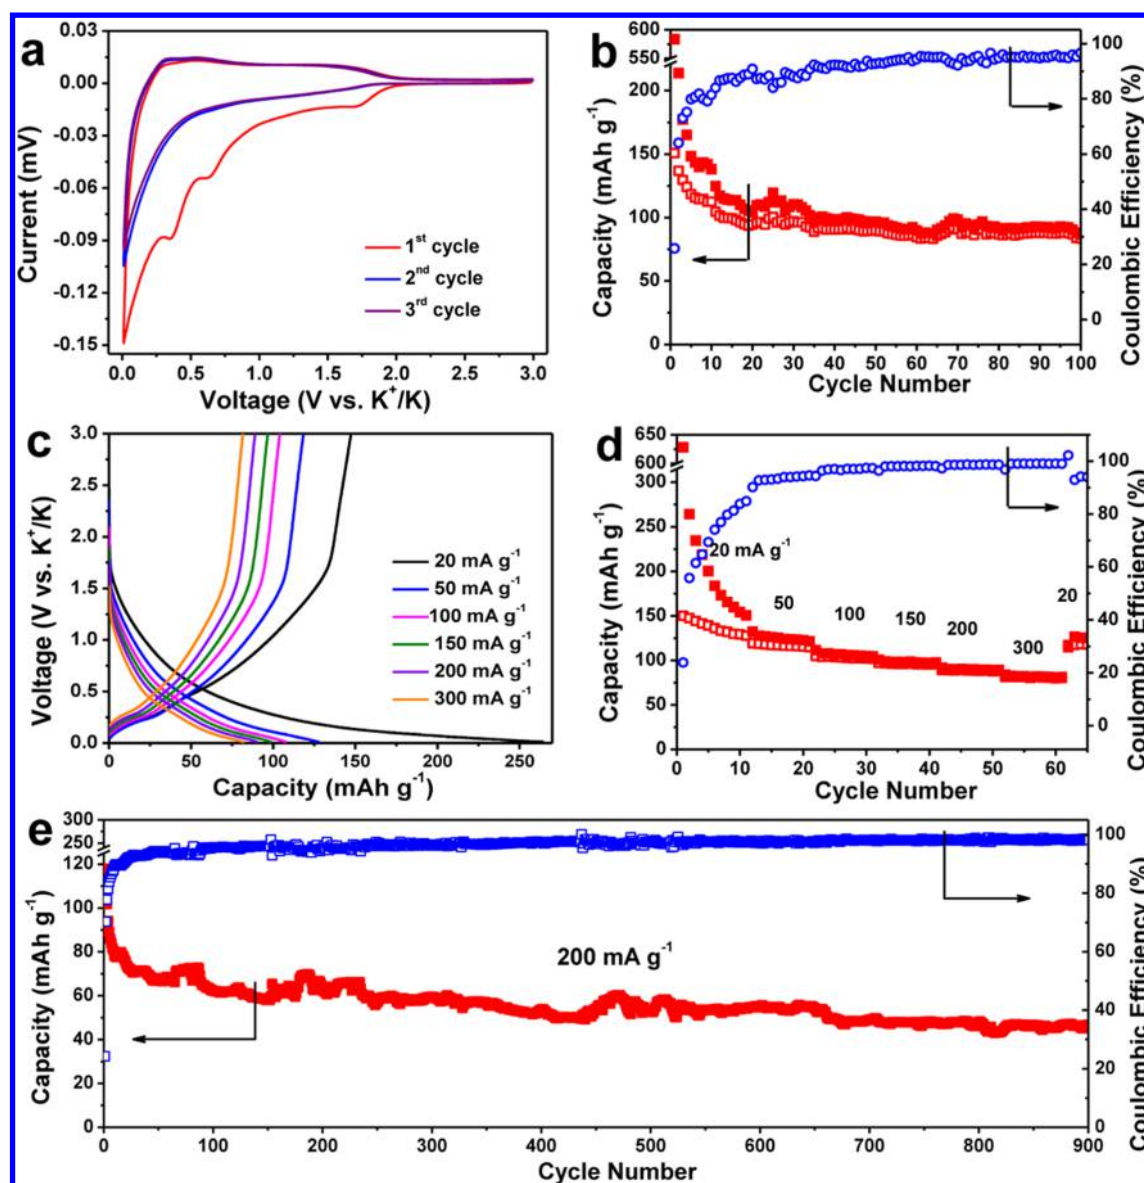 a
0.03
0.00
-0.03
-0.06
-0.09
-0.12
-0.15
Current (mV)
1st cycle
2nd cycle
3rd cycle
0.0 0.5 1.0 1.5 2.0 2.5 3.0
Voltage (V vs. K+/K)
b
600
550
200
150
100
50
0
Capacity (mAh g-1)
100
80
60
40
20
0
Coulombic Efficiency (%)
0 10 20 30 40 50 60 70 80 90 100
Cycle Number
c
3.0
2.5
2.0
1.5
1.0
0.5
0.0
Voltage (V vs. K+/K)
20 mA g-1
50 mA g-1
100 mA g-1
150 mA g-1
200 mA g-1
300 mA g-1
0 50 100 150 200 250
Capacity (mAh g-1)
d
650
600
300
250
200
150
100
50
0
Capacity (mAh g-1)
20 mA g-1
50
100
150
200
300
20
100
80
60
40
20
0
Coulombic Efficiency (%)
0 10 20 30 40 50 60
Cycle Number
e
300
250
120
100
80
60
40
20
0
Capacity (mAh g-1)
200 mA g-1
100
80
60
40
20
0
Coulombic Efficiency (%)
0 100 200 300 400 500 600 700 800 900
Cycle Number